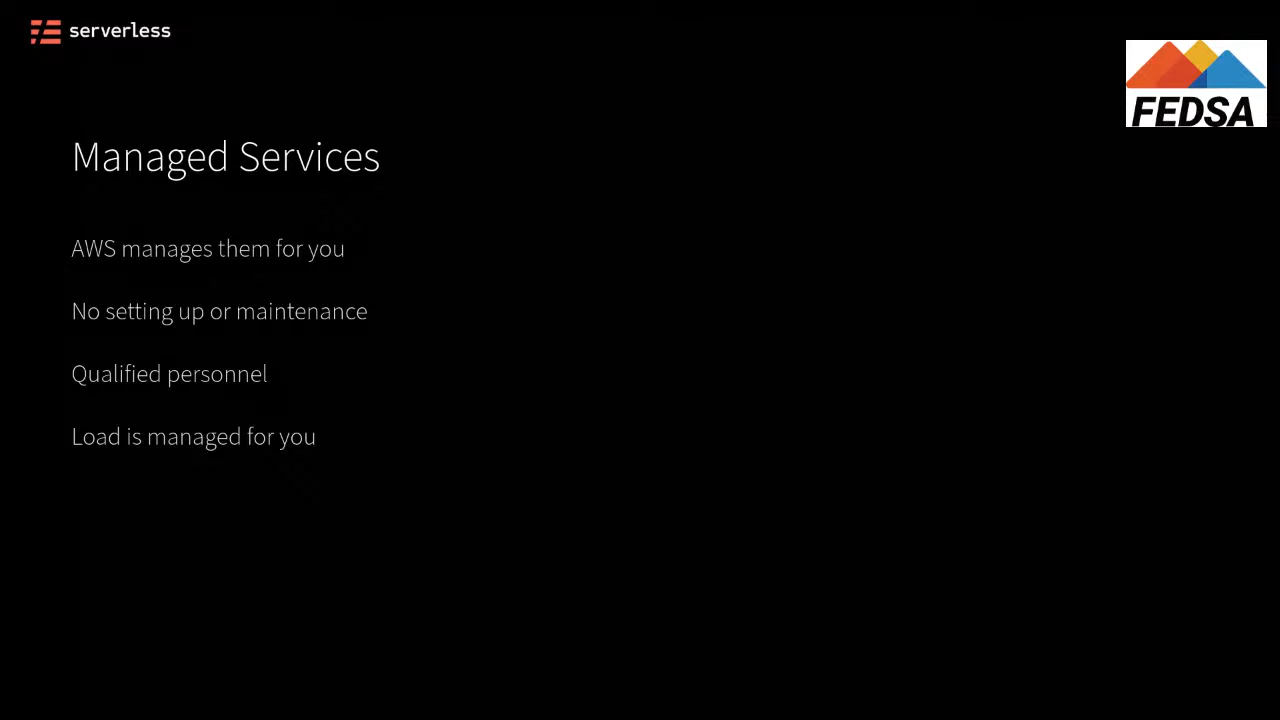 serverless
FEDSA
Managed Services
AWS manages them for you
No setting up or maintenance
Qualified personnel
Load is managed for you